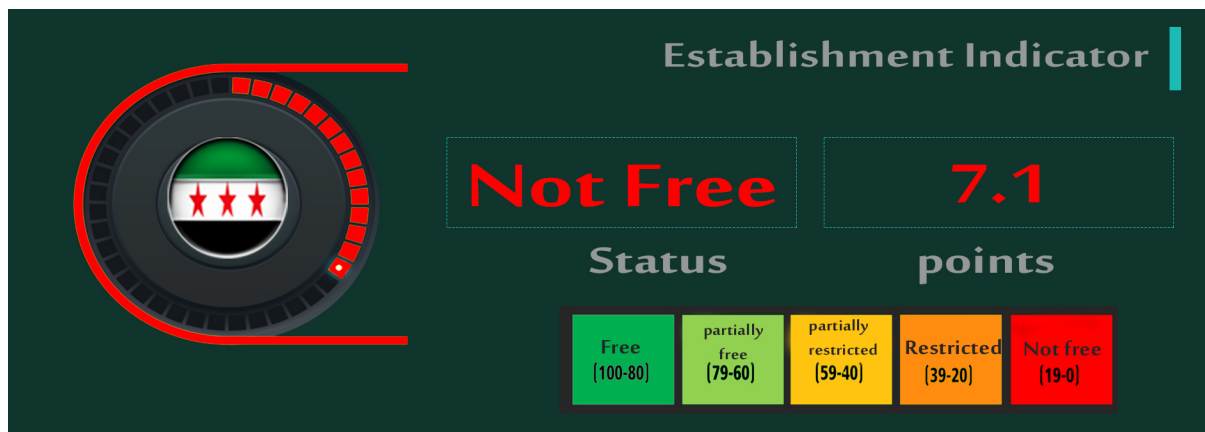 Establishment Indicator
Not Free
7.1
Status
points
Free
(100-80)
partially
free
(79-60)
partially
restricted
(59-40)
Restricted
(39-20)
Not free
(19-0)